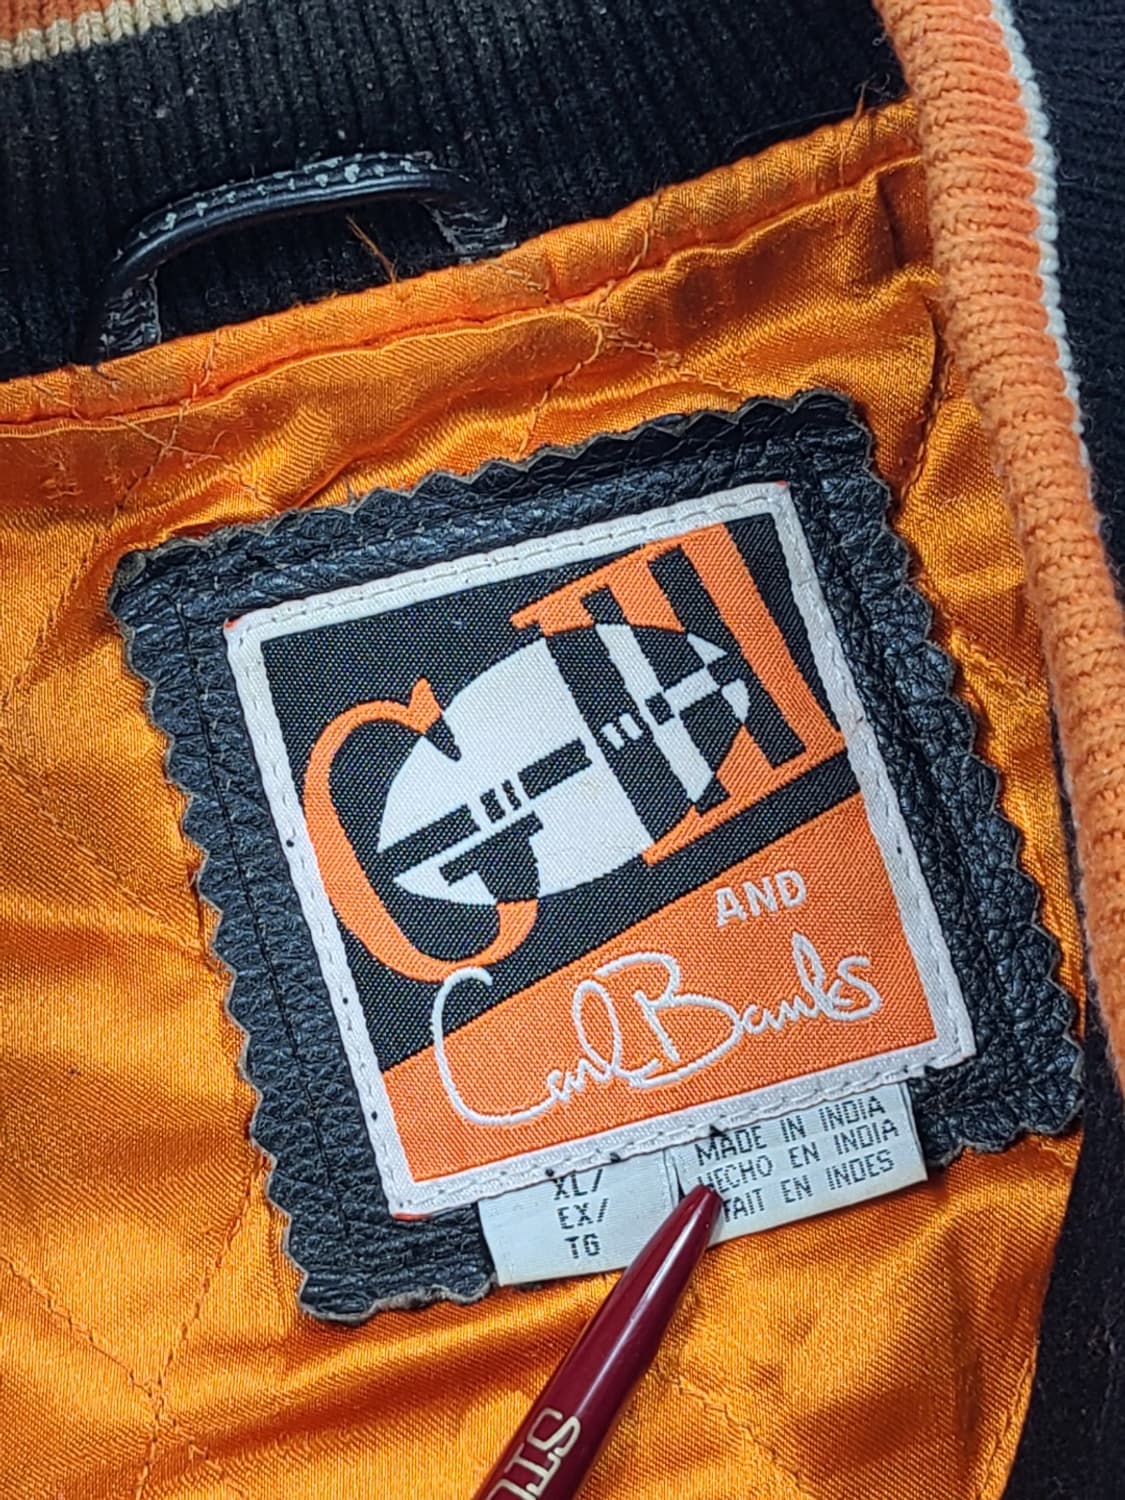 G III
AND
Carl Banks
XL/
EX/
TG
MADE IN INDIA
HECHO EN INDIA
FAIT EN INDES